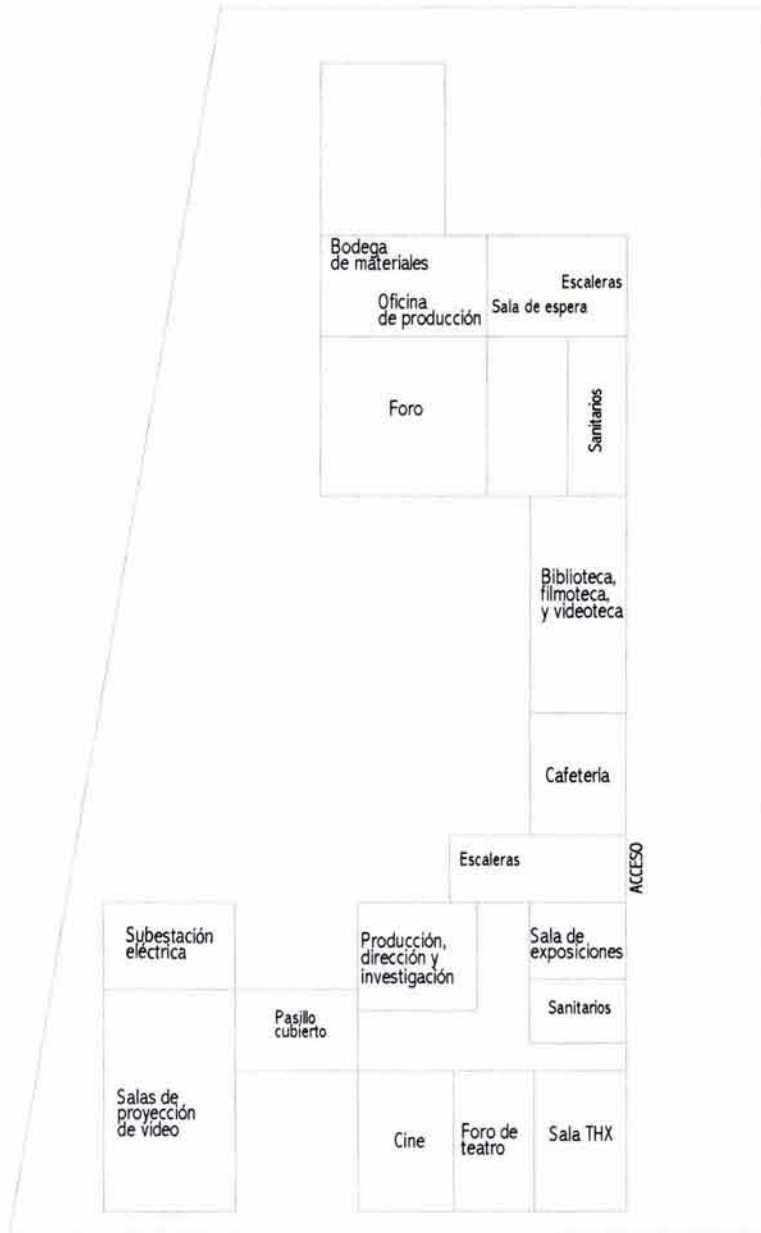 Bodega
de materiales
Escaleras
Oficina
de producción
Sala de espera
Foro
Sanitarios
Biblioteca,
filmoteca,
y videoteca
Cafetería
Escaleras
ACCESO
Subestación
eléctrica
Producción,
dirección y
investigación
Sala de
exposiciones
Pasillo
cubierto
Sanitarios
Salas de
proyección
de video
Cine
Foro de
teatro
Sala THX